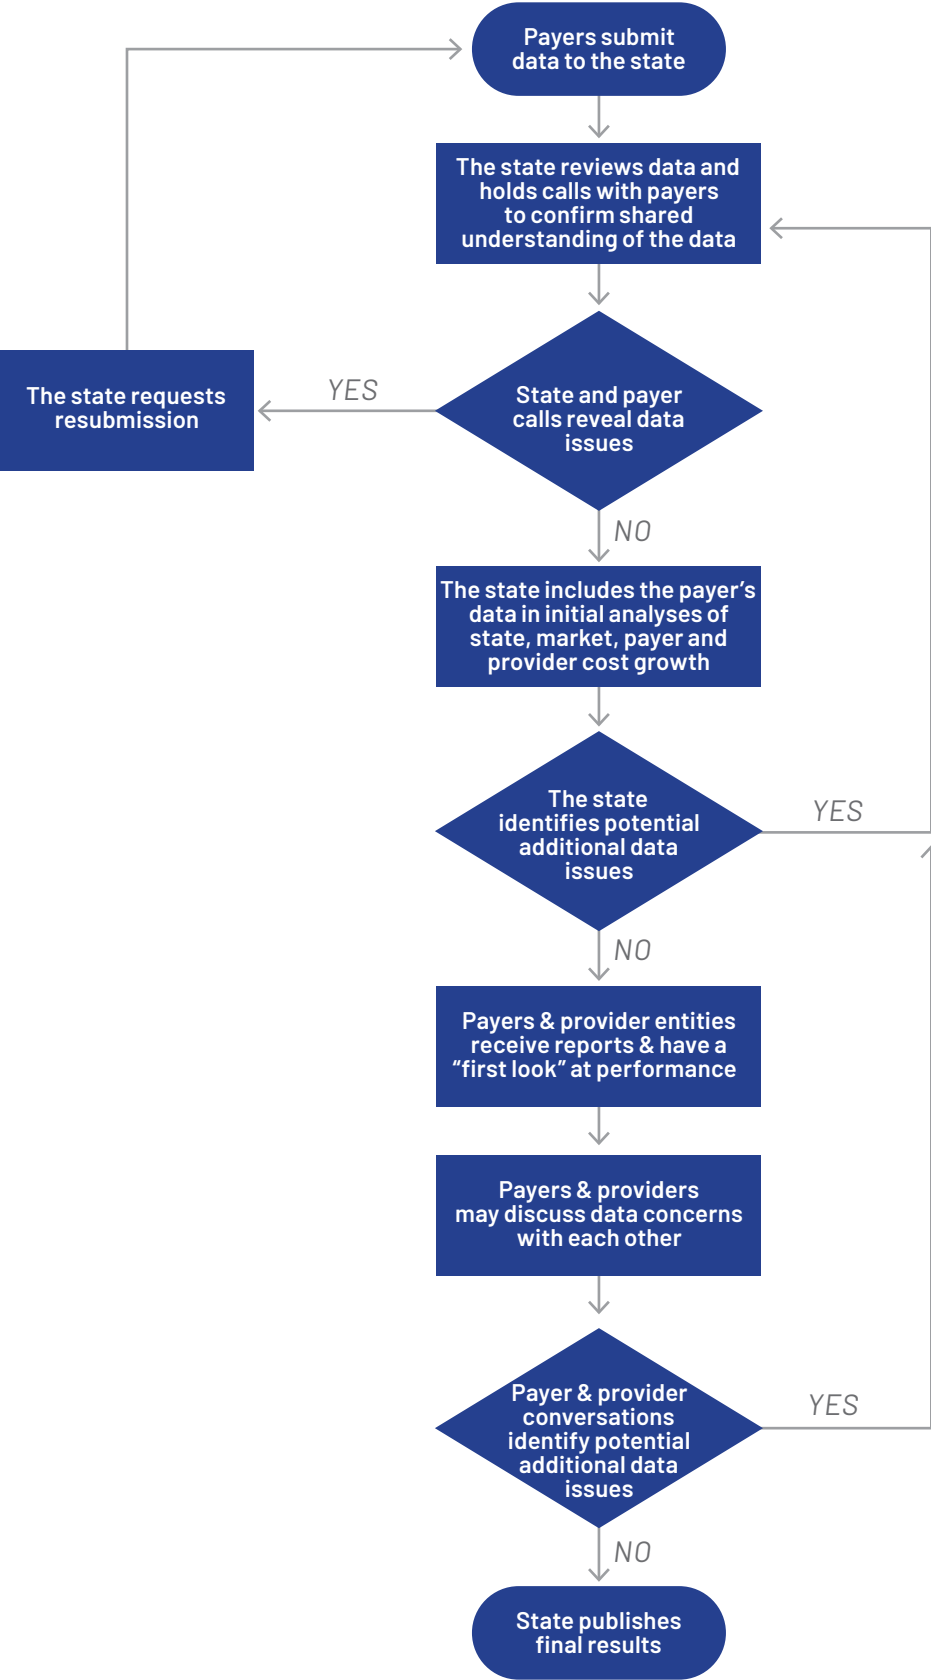 Payers submit
data to the state
The state reviews data and
holds calls with payers
to confirm shared
understanding of the data
State and payer
calls reveal data
issues
YES
The state requests
resubmission
NO
The state includes the payer’s
data in initial analyses of
state, market, payer and
provider cost growth
The state
identifies potential
additional data
issues
YES
NO
Payers & provider entities
receive reports & have a
“first look” at performance
Payers & providers
may discuss data concerns
with each other
Payer & provider
conversations
identify potential
additional data
issues
YES
NO
State publishes
final results